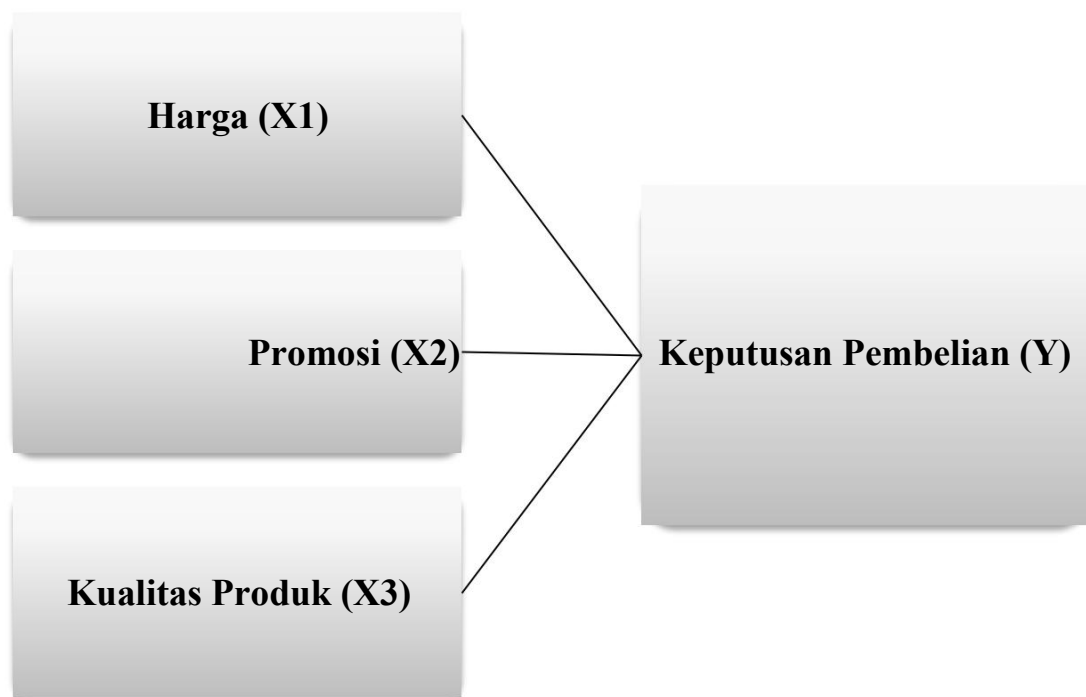 Harga (X1)
Promosi (X2)
Kualitas Produk (X3)
Keputusan Pembelian (Y)